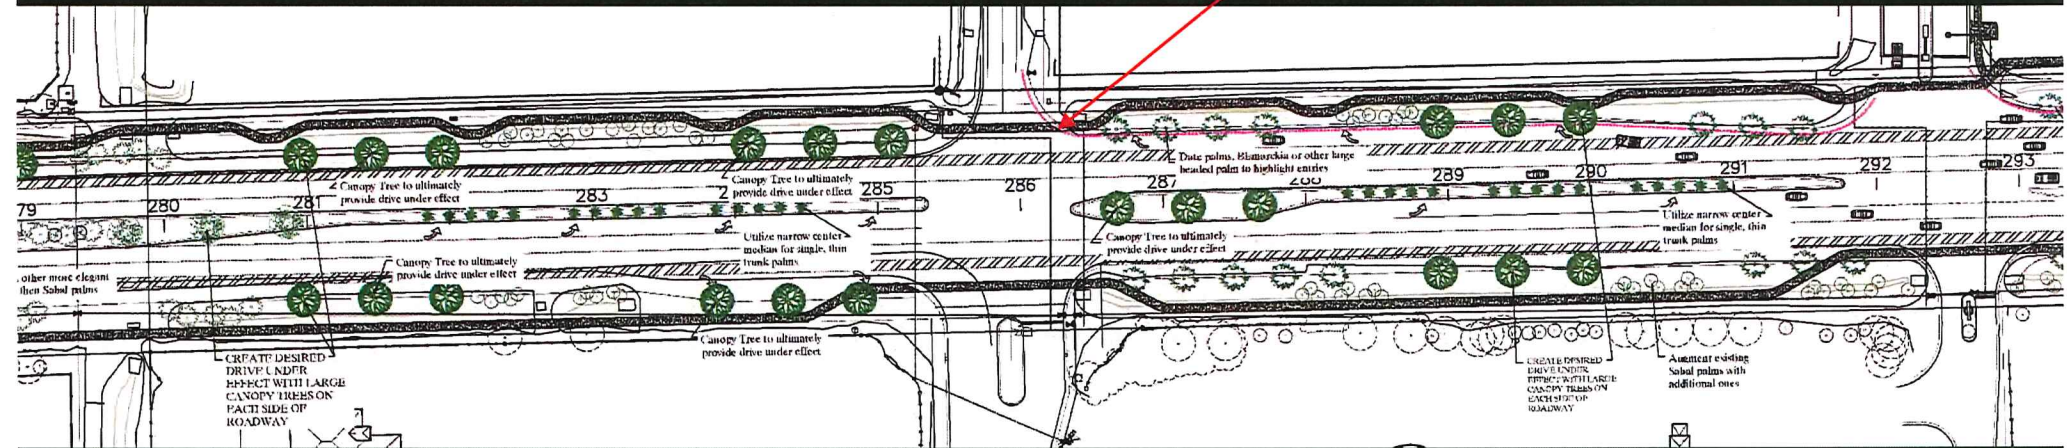 Canopy Tree to ultimately
provide drive under effect
Canopy Tree to ultimately
provide drive under effect
Date palms, Bismarckia or other large
headed palm to highlight entries
79
280
281
283
285
286
287
289
290
291
292
293
Utilize narrow center
median for single, thin
trunk palms
Utilize narrow center
median for single, thin
trunk palms
Canopy Tree to ultimately
provide drive under effect
Canopy Tree to ultimately
provide drive under effect
other more elegant
then Sabal palms
Canopy Tree to ultimately
provide drive under effect
CREATE DESIRED
DRIVE UNDER
EFFECT WITH LARGE
CANOPY TREES ON
EACH SIDE OF
ROADWAY
CREATE DESIRED
DRIVE UNDER
EFFECT WITH LARGE
CANOPY TREES ON
EACH SIDE OF
ROADWAY
Augment existing
Sabal palms with
additional ones